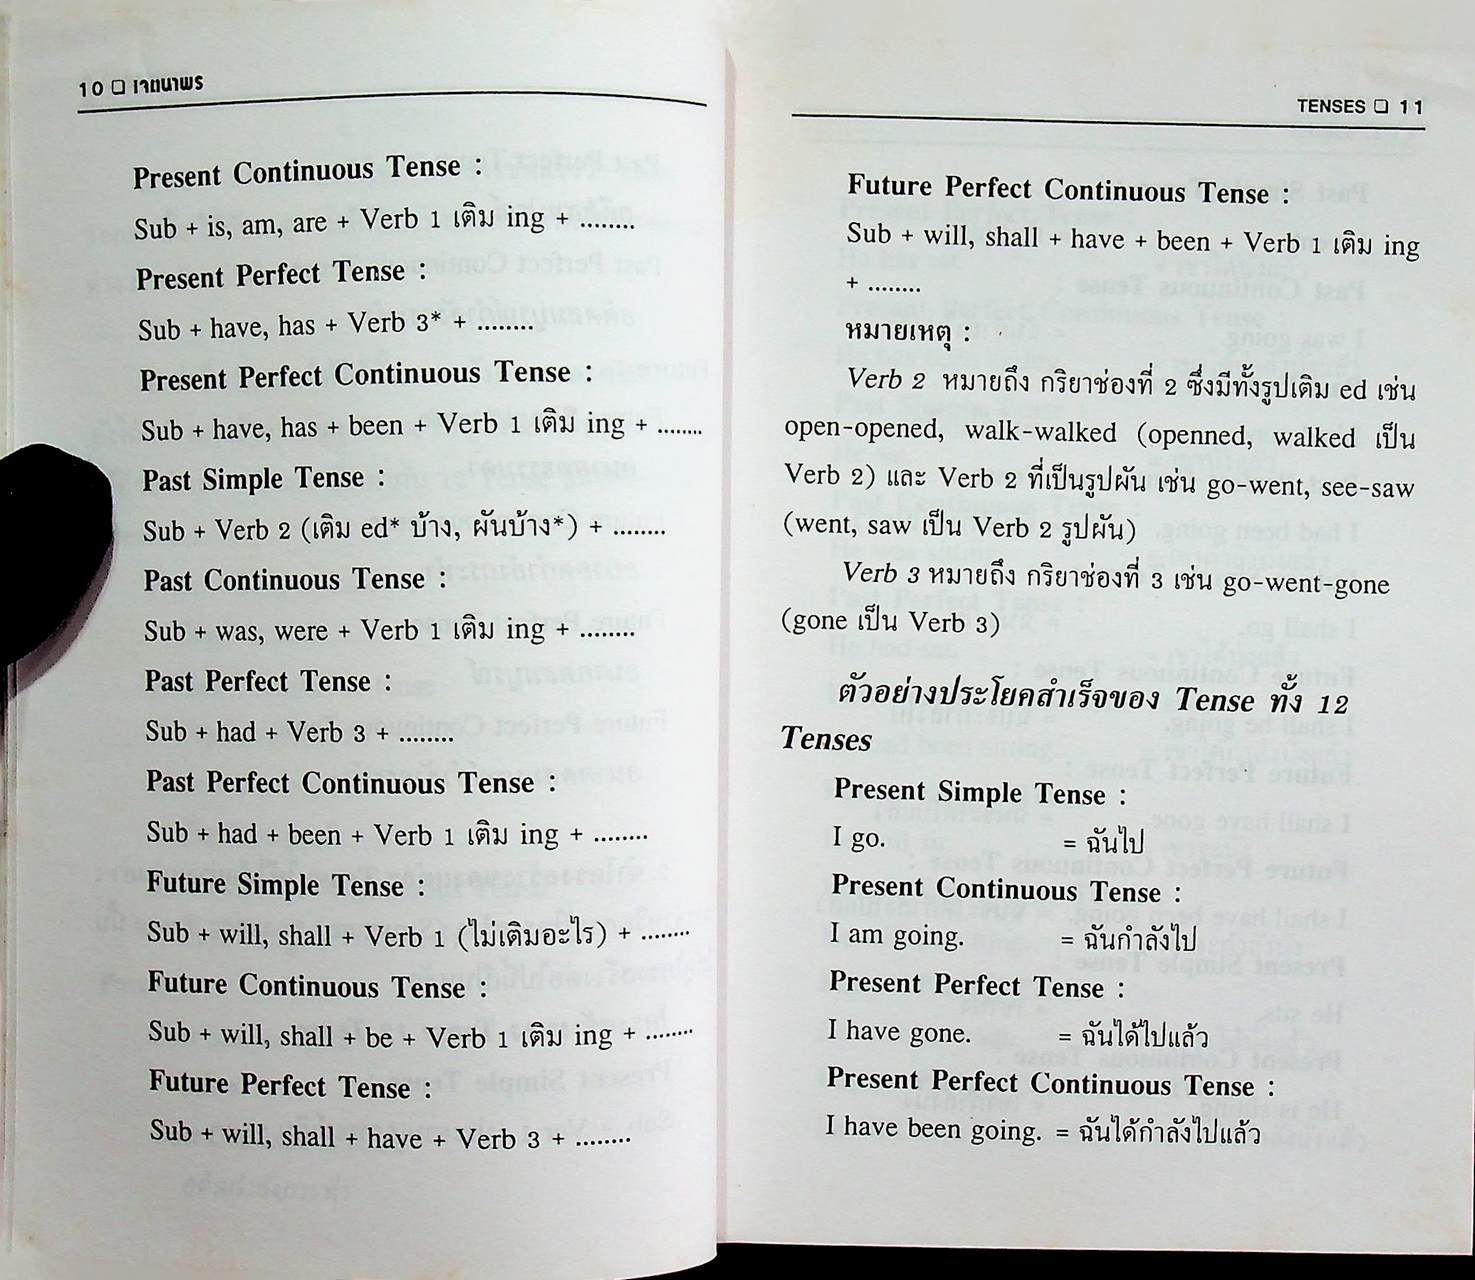 10 ❏ เจตนาพร
Present Continuous Tense :
Sub + is, am, are + Verb 1 เติม ing + ........
Present Perfect Tense :
Sub + have, has + Verb 3* + ........
Present Perfect Continuous Tense :
Sub + have, has + been + Verb 1 เติม ing + ........
Past Simple Tense :
Sub + Verb 2 (เติม ed* บ้าง, ผันบ้าง*) + ........
Past Continuous Tense :
Sub + was, were + Verb 1 เติม ing + ........
Past Perfect Tense :
Sub + had + Verb 3 + ........
Past Perfect Continuous Tense :
Sub + had + been + Verb 1 เติม ing + ........
Future Simple Tense :
Sub + will, shall + Verb 1 (ไม่เติมอะไร) + ........
Future Continuous Tense :
Sub + will, shall + be + Verb 1 เติม ing + ........
Future Perfect Tense :
Sub + will, shall + have + Verb 3 + ........
TENSES ❏ 11
Future Perfect Continuous Tense :
Sub + will, shall + have + been + Verb 1 เติม ing
+ ........
หมายเหตุ :
Verb 2 หมายถึง กริยาช่องที่ 2 ซึ่งมีทั้งรูปเติม ed เช่น
open-opened, walk-walked (openned, walked เป็น
Verb 2) และ Verb 2 ที่เป็นรูปผัน เช่น go-went, see-saw
(went, saw เป็น Verb 2 รูปผัน)
Verb 3 หมายถึง กริยาช่องที่ 3 เช่น go-went-gone
(gone เป็น Verb 3)
ตัวอย่างประโยคสำเร็จของ Tense ทั้ง 12
Tenses
Present Simple Tense :
I go. = ฉันไป
Present Continuous Tense :
I am going. = ฉันกำลังไป
Present Perfect Tense :
I have gone. = ฉันได้ไปแล้ว
Present Perfect Continuous Tense :
I have been going. = ฉันได้กำลังไปแล้ว